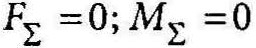 F_Σ = 0; M_Σ = 0